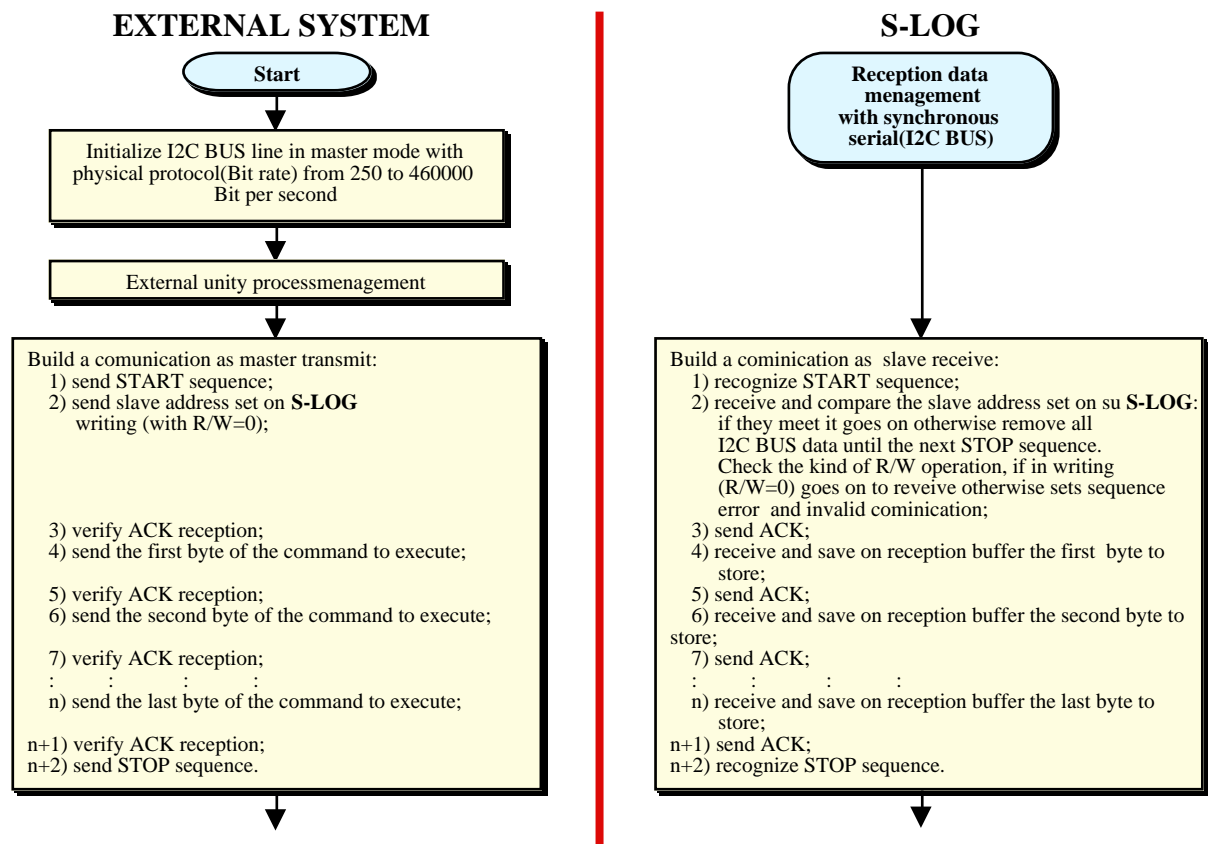 EXTERNAL SYSTEM
Start
Initialize I2C BUS line in master mode with
physical protocol(Bit rate) from 250 to 460000
Bit per second
External unity processmenagement
Build a comunication as master transmit:
1) send START sequence;
2) send slave address set on S-LOG
writing (with R/W=0);
3) verify ACK reception;
4) send the first byte of the command to execute;
5) verify ACK reception;
6) send the second byte of the command to execute;
7) verify ACK reception;
: : : :
n) send the last byte of the command to execute;
n+1) verify ACK reception;
n+2) send STOP sequence.
S-LOG
Reception data
menagement
with synchronous
serial(I2C BUS)
Build a cominication as slave receive:
1) recognize START sequence;
2) receive and compare the slave address set on su S-LOG:
if they meet it goes on otherwise remove all
I2C BUS data until the next STOP sequence.
Check the kind of R/W operation, if in writing
(R/W=0) goes on to reveive otherwise sets sequence
error and invalid cominication;
3) send ACK;
4) receive and save on reception buffer the first byte to
store;
5) send ACK;
6) receive and save on reception buffer the second byte to
store;
7) send ACK;
: : : :
n) receive and save on reception buffer the last byte to
store;
n+1) send ACK;
n+2) recognize STOP sequence.